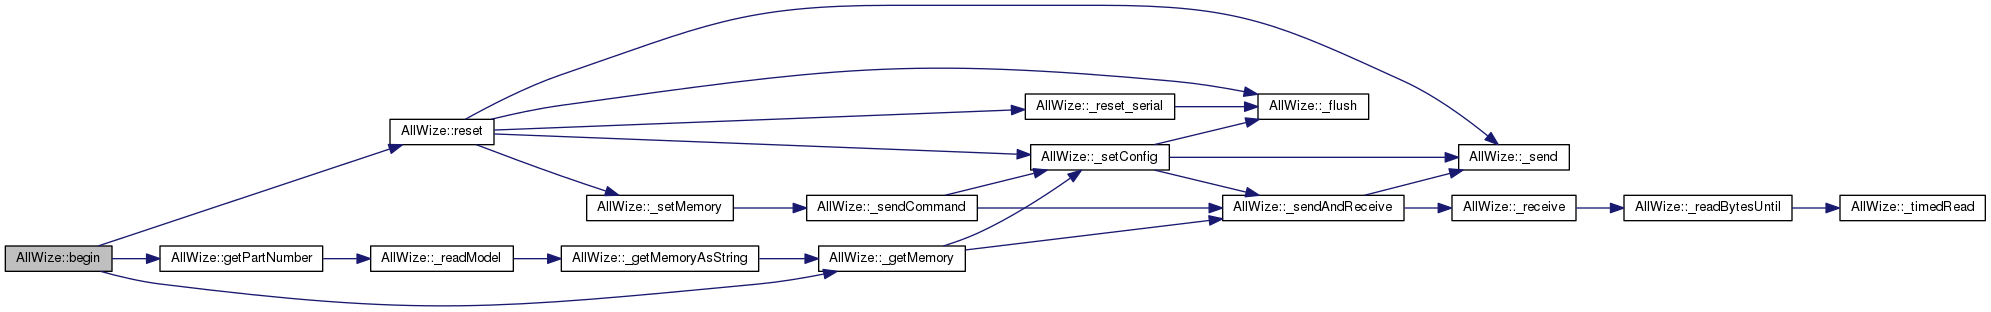 AllWize::_reset_serial
AllWize::_flush
AllWize::reset
AllWize::_setConfig
AllWize::_send
AllWize::_setMemory
AllWize::_sendCommand
AllWize::_sendAndReceive
AllWize::_receive
AllWize::_readBytesUntil
AllWize::_timedRead
AllWize::begin
AllWize::getPartNumber
AllWize::_readModel
AllWize::_getMemoryAsString
AllWize::_getMemory